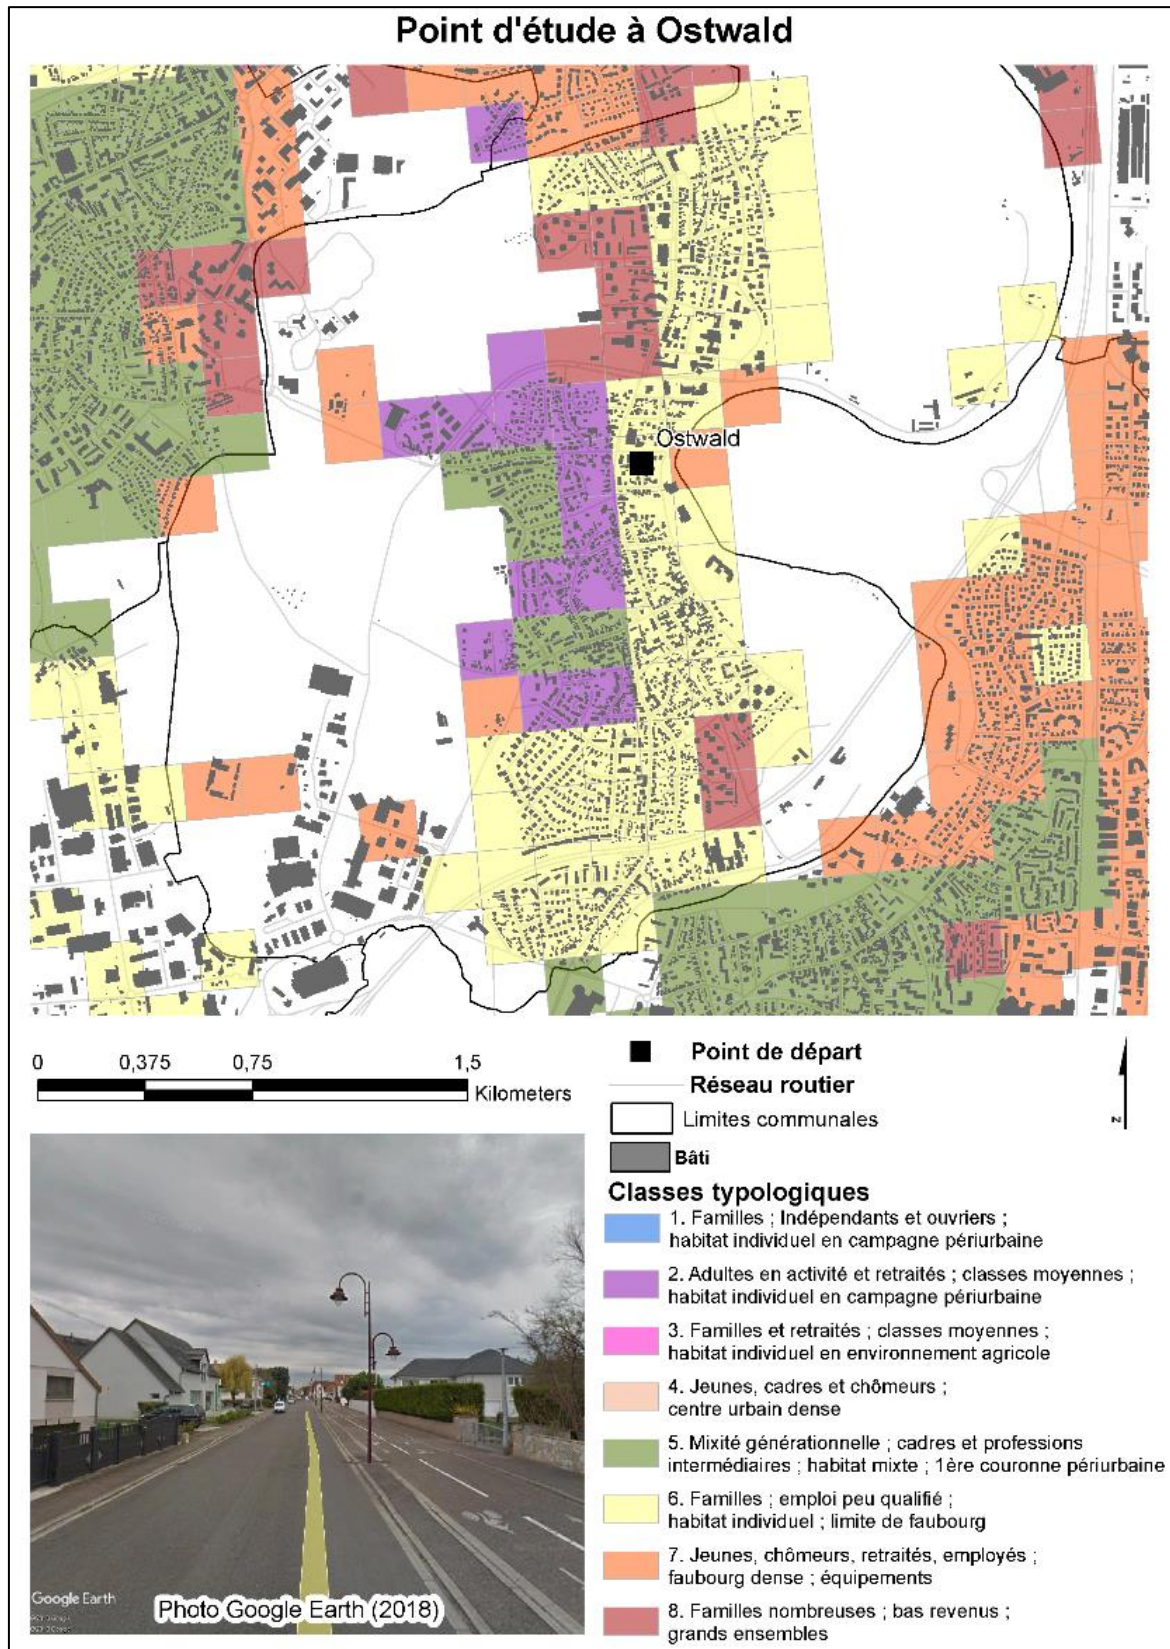 Point d'étude à Ostwald
Ostwald
0 0,375 0,75 1,5
Kilometers
Point de départ
Réseau routier
Limites communales
Bâti
z
Classes typologiques
1. Familles ; Indépendants et ouvriers ;
habitat individuel en campagne périurbaine
2. Adultes en activité et retraités ; classes moyennes ;
habitat individuel en campagne périurbaine
3. Familles et retraités ; classes moyennes ;
habitat individuel en environnement agricole
4. Jeunes, cadres et chômeurs ;
centre urbain dense
5. Mixité générationnelle ; cadres et professions
intermédiaires ; habitat mixte ; 1ère couronne périurbaine
6. Familles ; emploi peu qualifié ;
habitat individuel ; limite de faubourg
7. Jeunes, chômeurs, retraités, employés ;
faubourg dense ; équipements
8. Familles nombreuses ; bas revenus ;
grands ensembles
Google Earth
Photo Google Earth (2018)